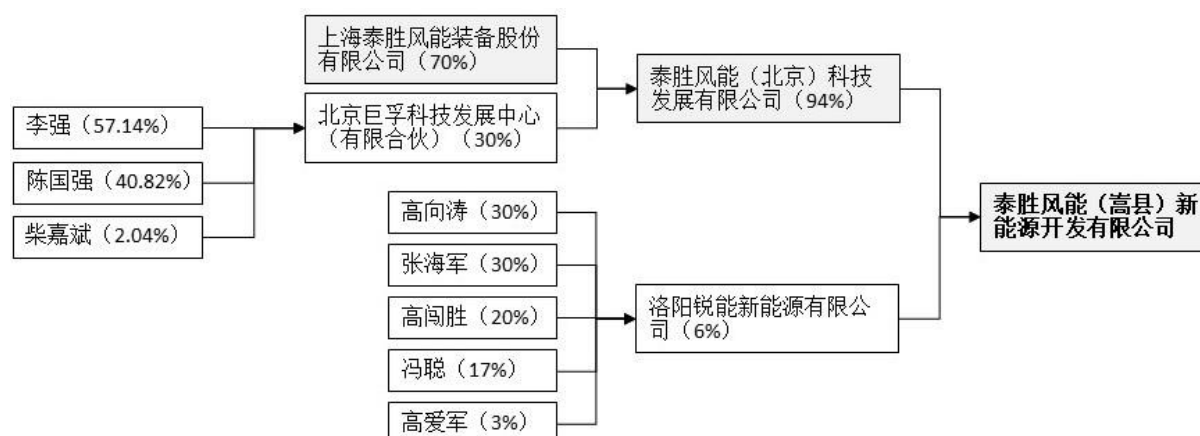 上海泰胜风能装备股份
有限公司（70%）
北京巨孚科技发展中心
（有限合伙）（30%）
李强（57.14%）
陈国强（40.82%）
柴嘉斌（2.04%）
泰胜风能（北京）科技
发展有限公司（94%）
高向涛（30%）
张海军（30%）
高闯胜（20%）
冯聪（17%）
高爱军（3%）
洛阳锐能新能源有限公
司（6%）
泰胜风能（嵩县）新
能源开发有限公司